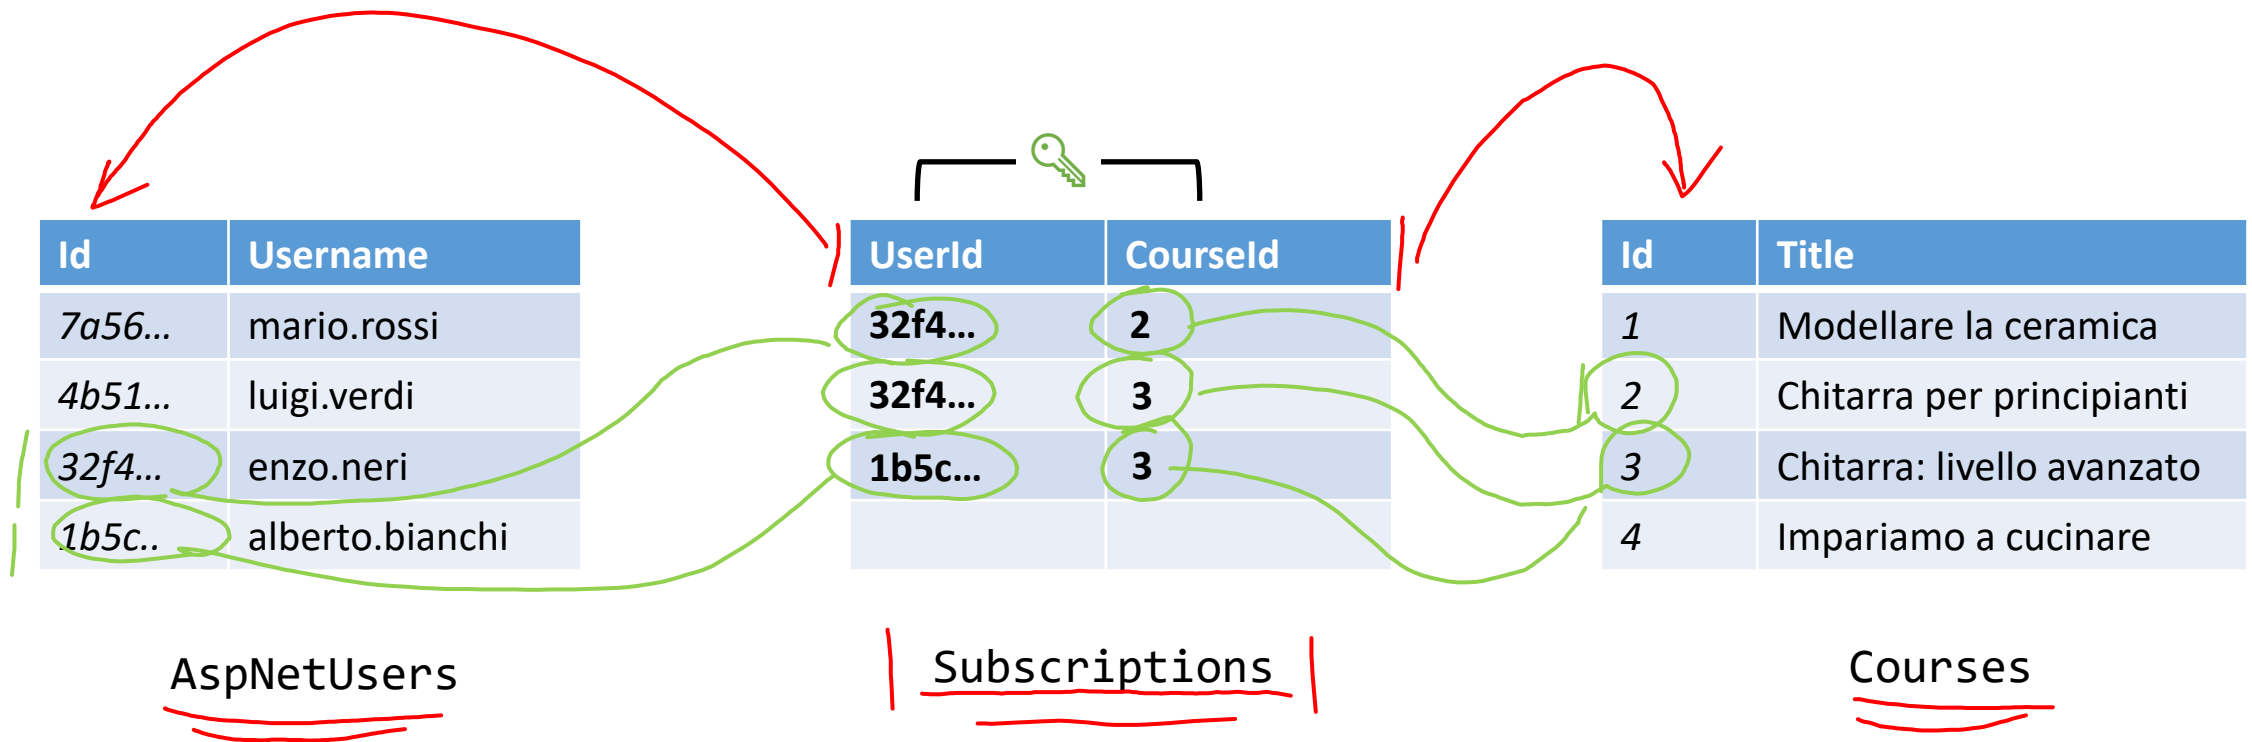 Id Username
7a56... mario.rossi
4b51... luigi.verdi
32f4... enzo.neri
1b5c.. alberto.bianchi
AspNetUsers
UserId CourseId
32f4... 2
32f4... 3
1b5c... 3
Subscriptions
Id Title
1 Modellare la ceramica
2 Chitarra per principianti
3 Chitarra: livello avanzato
4 Impariamo a cucinare
Courses